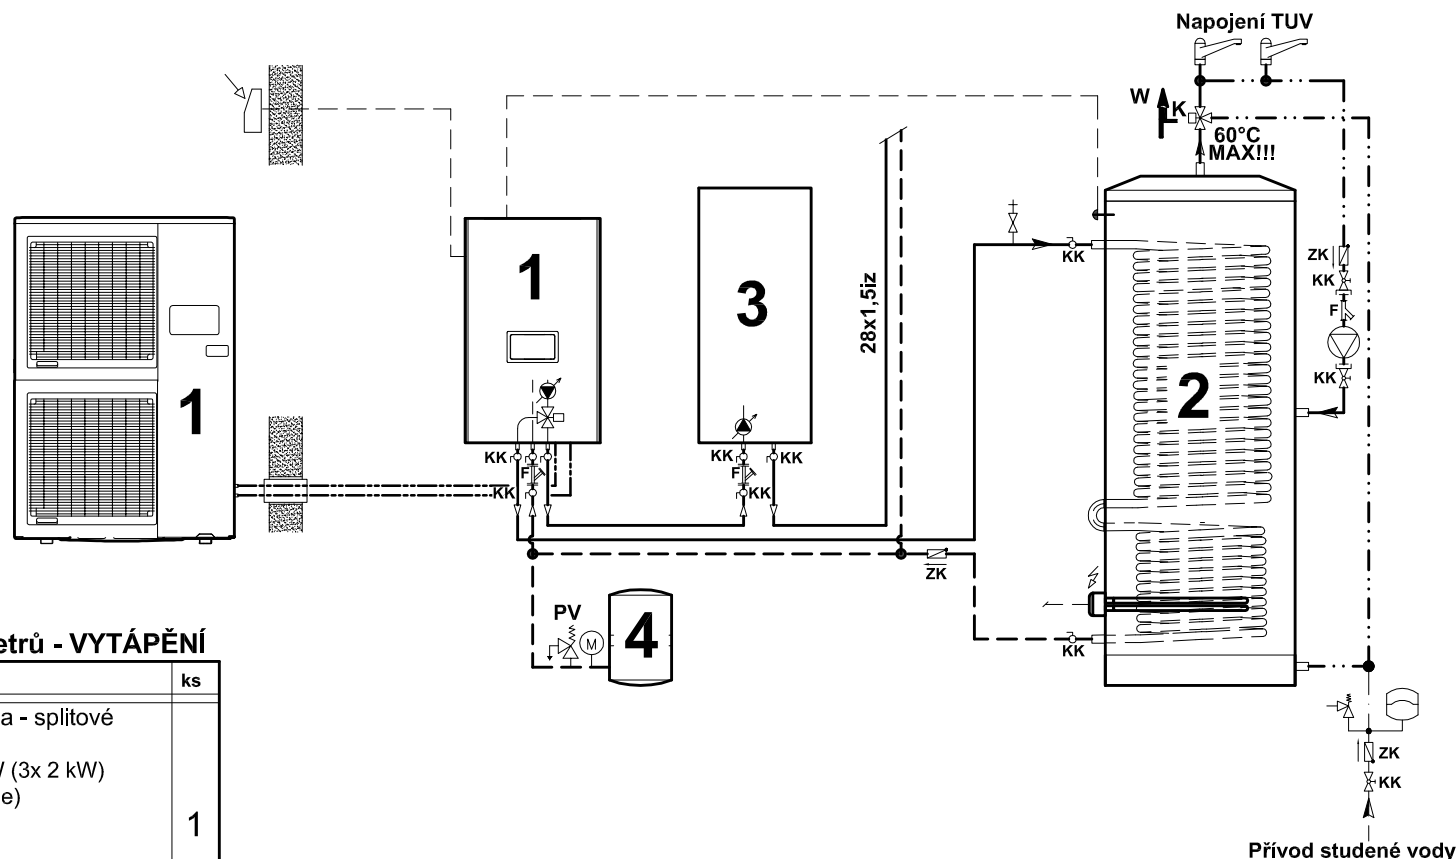 Napojení TUV
W
K
60°C
MAX!!!
1
1
3
28x1,5iz
2
KK
ZK
KK
F
KK
KK
F
KK
KK
KK
F
KK
ZK
KK
PV
M
4
etrů - VYTÁPĚNÍ
ks
a - splitové
(3x 2 kW)
e)
1
ZK
KK
Přívod studené vody